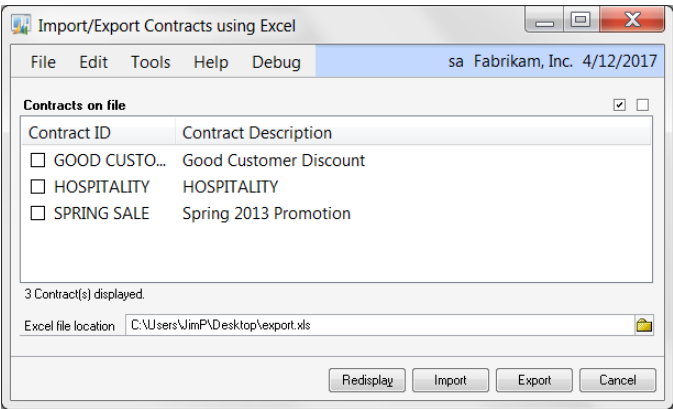 Import/Export Contracts using Excel
File Edit Tools Help Debug sa Fabrikam, Inc. 4/12/2017
Contracts on file
Contract ID Contract Description
GOOD CUSTO... Good Customer Discount
HOSPITALITY HOSPITALITY
SPRING SALE Spring 2013 Promotion
3 Contract(s) displayed.
Excel file location C:\Users\JimP\Desktop\export.xls
Redisplay Import Export Cancel